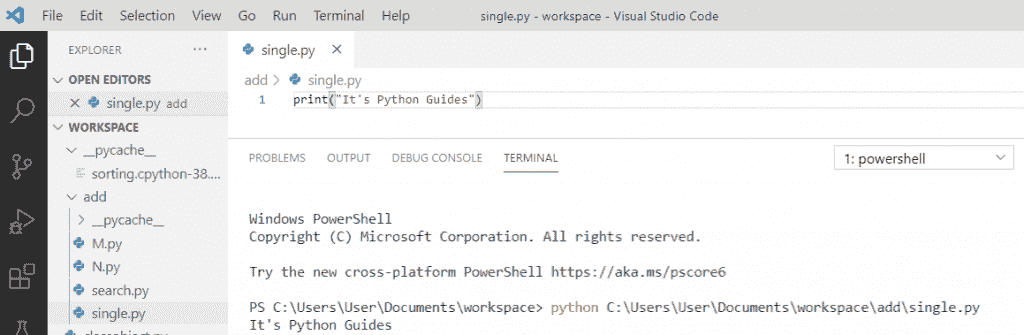 File Edit Selection View Go Run Terminal Help single.py - workspace - Visual Studio Code
EXPLORER ···
OPEN EDITORS
single.py add
WORKSPACE
__pycache__
sorting.cpython-38....
add
__pycache__
M.py
N.py
search.py
single.py
single.py
add > single.py
1 print("It's Python Guides")
PROBLEMS OUTPUT DEBUG CONSOLE TERMINAL 1: powershell
Windows PowerShell
Copyright (C) Microsoft Corporation. All rights reserved.
Try the new cross-platform PowerShell https://aka.ms/pscore6
PS C:\Users\User\Documents\workspace> python C:\Users\User\Documents\workspace\add\single.py
It's Python Guides